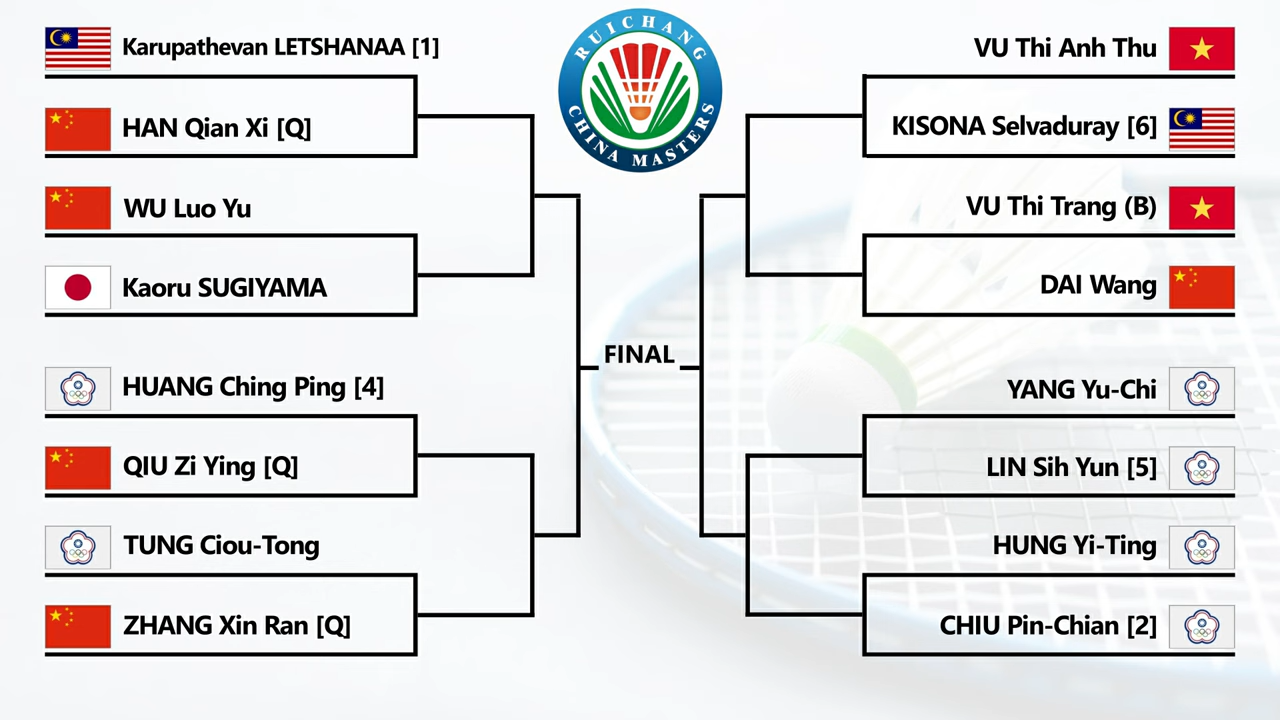 Karupathevan LETSHANAA [1]
HAN Qian Xi [Q]
WU Luo Yu
Kaoru SUGIYAMA
HUANG Ching Ping [4]
QIU Zi Ying [Q]
TUNG Ciou-Tong
ZHANG Xin Ran [Q]
RUICHANG
CHINA MASTERS
FINAL
VU Thi Anh Thu
KISONA Selvaduray [6]
VU Thi Trang (B)
DAI Wang
YANG Yu-Chi
LIN Sih Yun [5]
HUNG Yi-Ting
CHIU Pin-Chian [2]